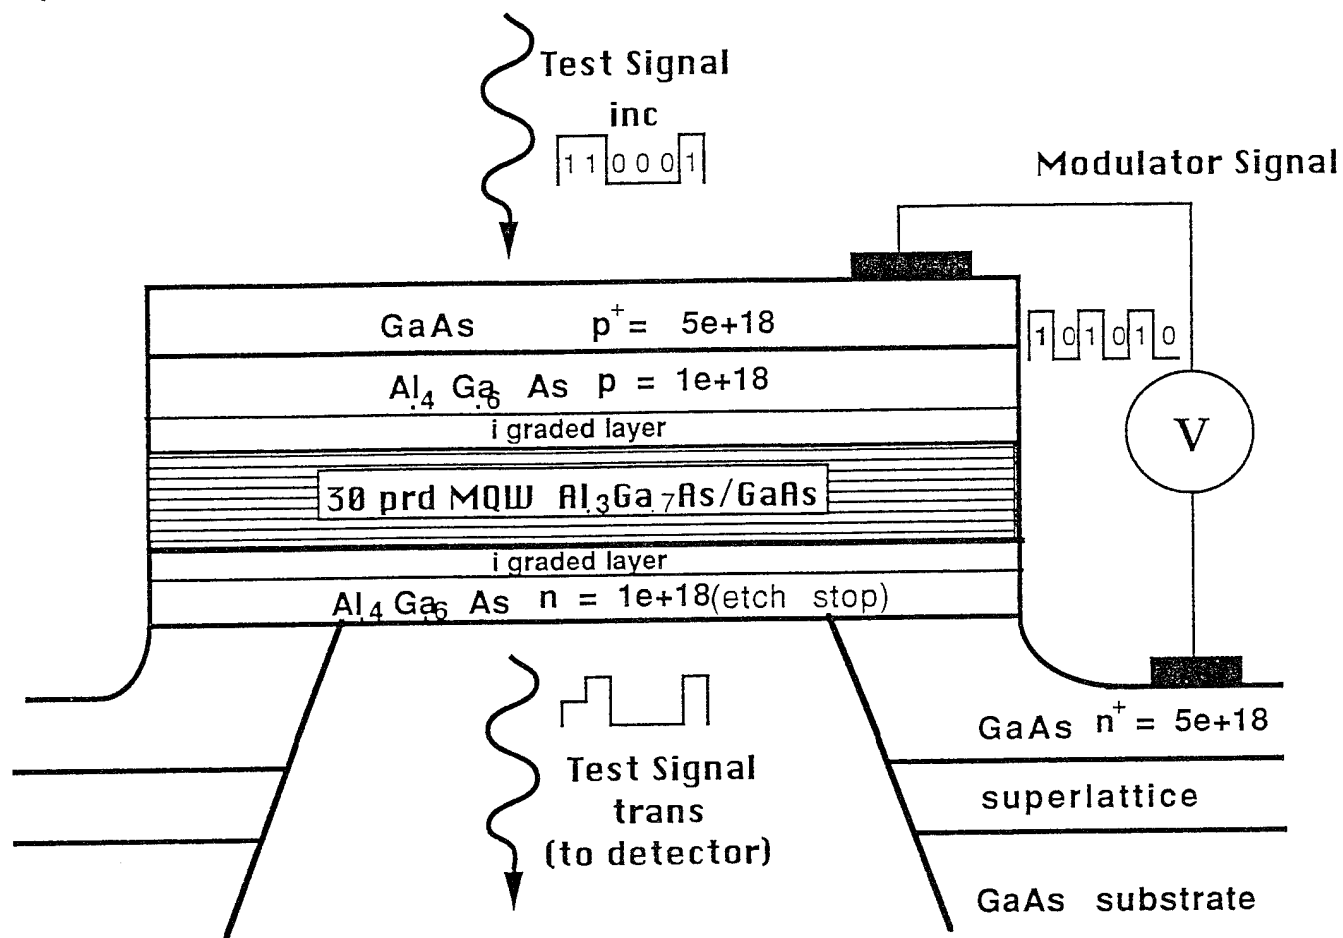 Test Signal
inc
1 1 0 0 0 1
Modulator Signal
GaAs p+ = 5e+18
1 0 1 0 1 0
Al.4 Ga.6 As p = 1e+18
i graded layer
V
30 prd MQW Al.3Ga.7As/GaAs
i graded layer
Al.4 Ga.6 As n = 1e+18(etch stop)
GaAs n+ = 5e+18
Test Signal
trans
(to detector)
superlattice
GaAs substrate